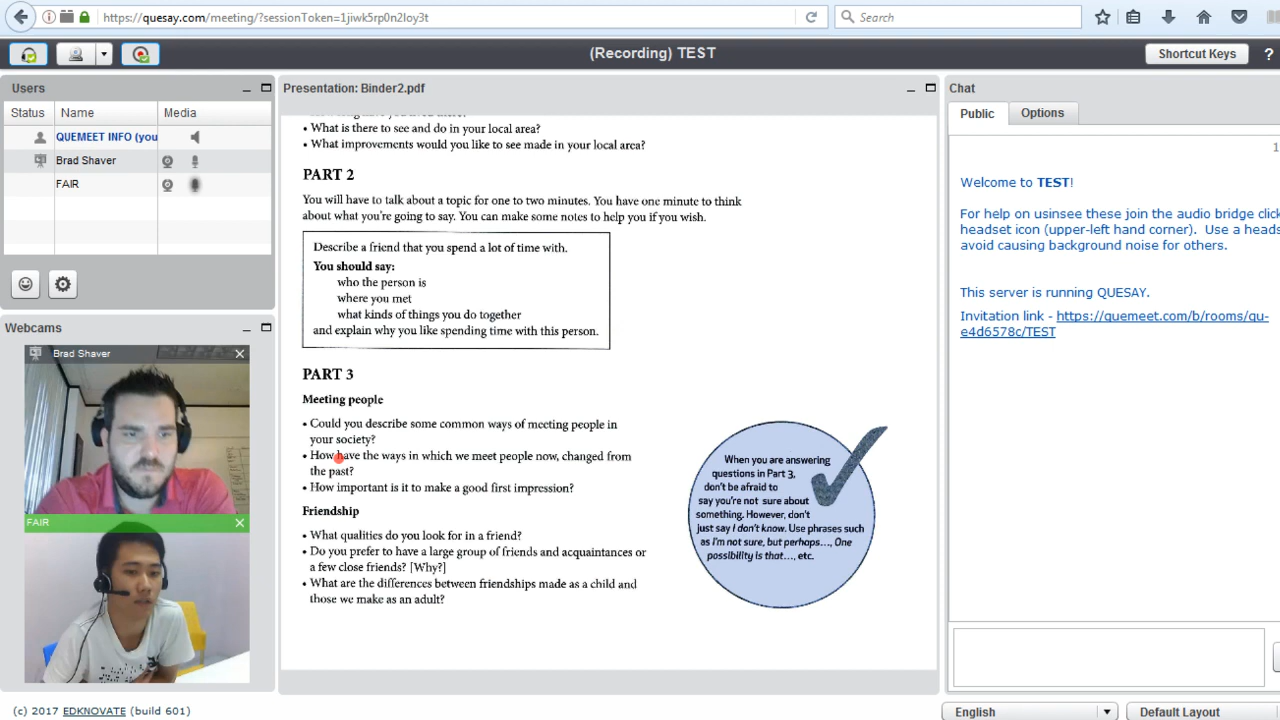 https://quesay.com/meeting/?sessionToken=1jiwk5rp0n2loy3t
Search
(Recording) TEST
Shortcut Keys
?
Users
Status Name Media
QUEMEET INFO (you
Brad Shaver
FAIR
Webcams
Brad Shaver
FAIR
Presentation: Binder2.pdf
• What is there to see and do in your local area?
• What improvements would you like to see made in your local area?
PART 2
You will have to talk about a topic for one to two minutes. You have one minute to think
about what you're going to say. You can make some notes to help you if you wish.
Describe a friend that you spend a lot of time with.
You should say:
who the person is
where you met
what kinds of things you do together
and explain why you like spending time with this person.
PART 3
Meeting people
• Could you describe some common ways of meeting people in
your society?
• How have the ways in which we meet people now, changed from
the past?
• How important is it to make a good first impression?
Friendship
• What qualities do you look for in a friend?
• Do you prefer to have a large group of friends and acquaintances or
a few close friends? [Why?]
• What are the differences between friendships made as a child and
those we make as an adult?
When you are answering
questions in Part 3,
don't be afraid to
say you're not sure about
something. However, don't
just say I don't know. Use phrases such
as I'm not sure, but perhaps…, One
possibility is that…, etc.
Chat
Public Options
1
Welcome to TEST!
For help on usinsee these join the audio bridge click
headset icon (upper-left hand corner). Use a heads
avoid causing background noise for others.
This server is running QUESAY.
Invitation link - https://quemeet.com/b/rooms/qu-
e4d6578c/TEST
(c) 2017 EDKNOVATE (build 601)
English
Default Layout